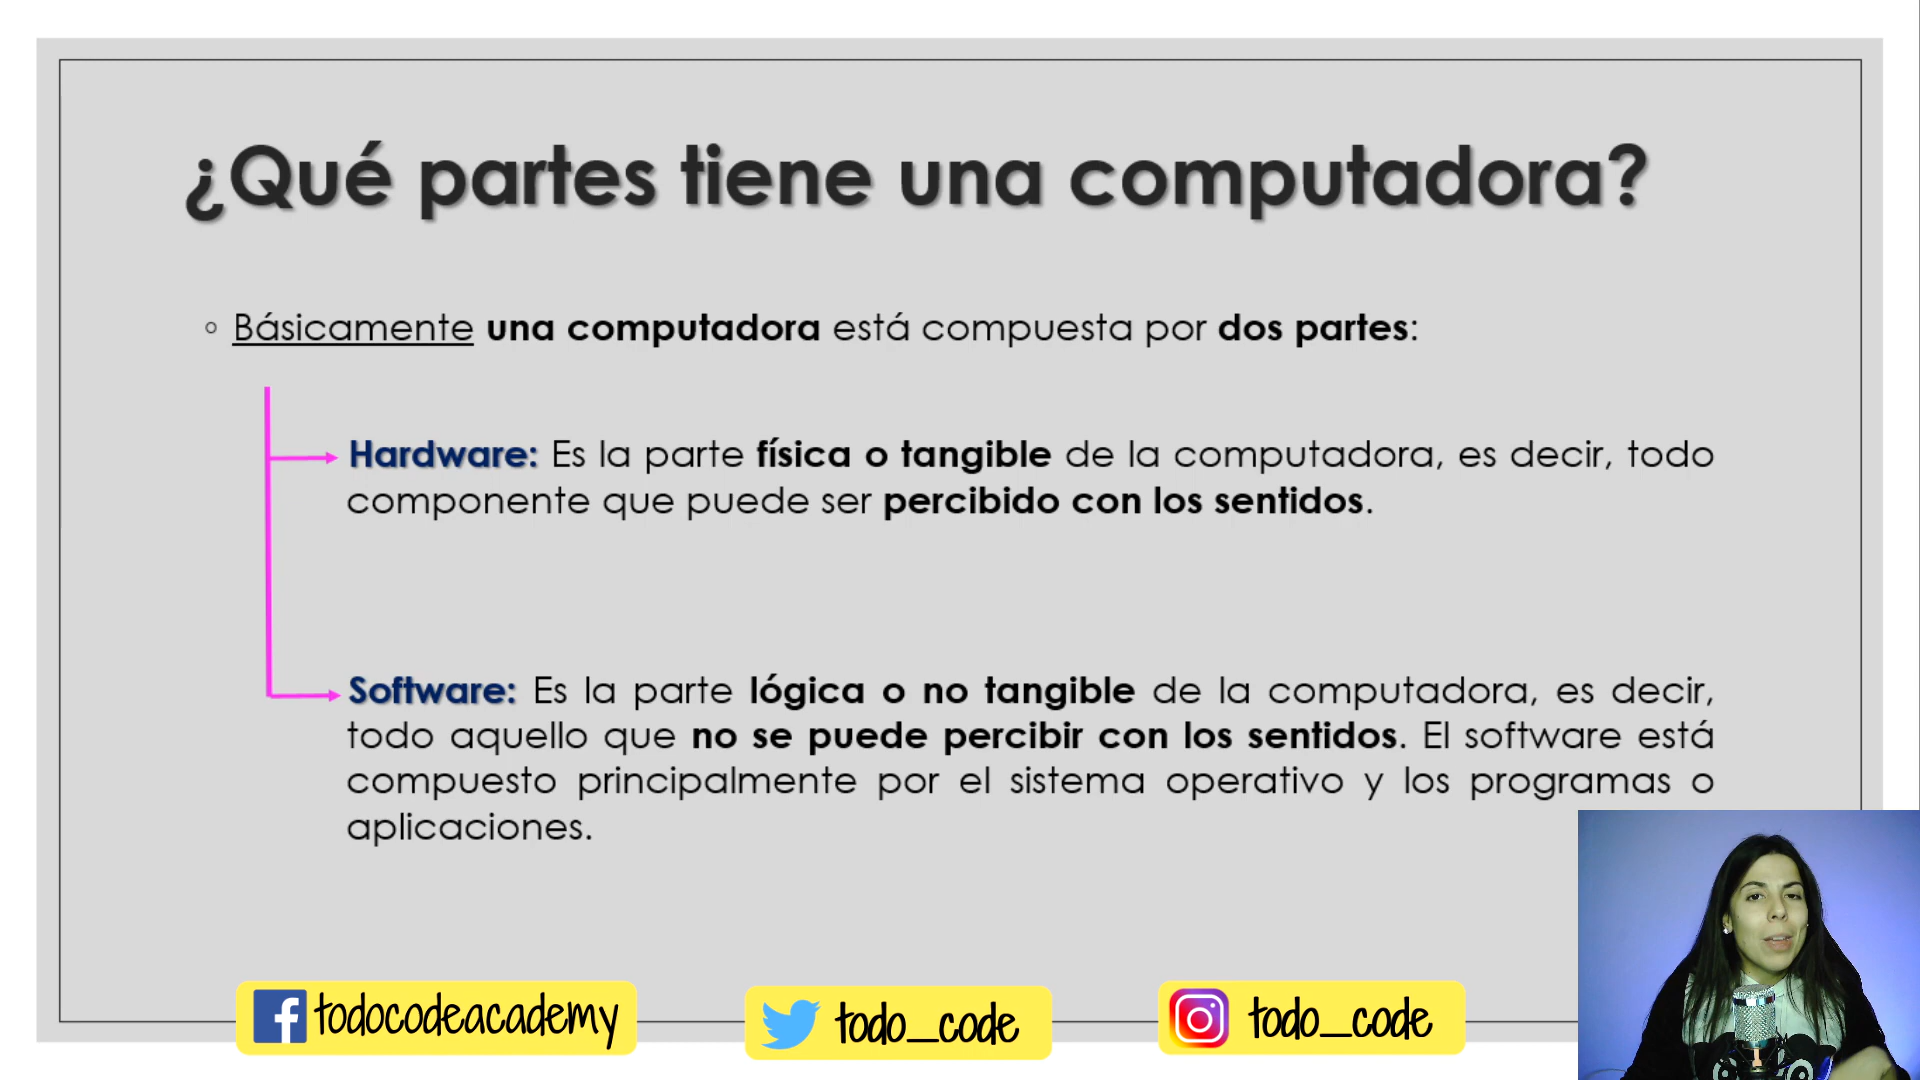 ¿Qué partes tiene una computadora?
◦ Básicamente una computadora está compuesta por dos partes:
Hardware: Es la parte física o tangible de la computadora, es decir, todo
componente que puede ser percibido con los sentidos.
Software: Es la parte lógica o no tangible de la computadora, es decir,
todo aquello que no se puede percibir con los sentidos. El software está
compuesto principalmente por el sistema operativo y los programas o
aplicaciones.
todocodeacademy
todo_code
todo_code